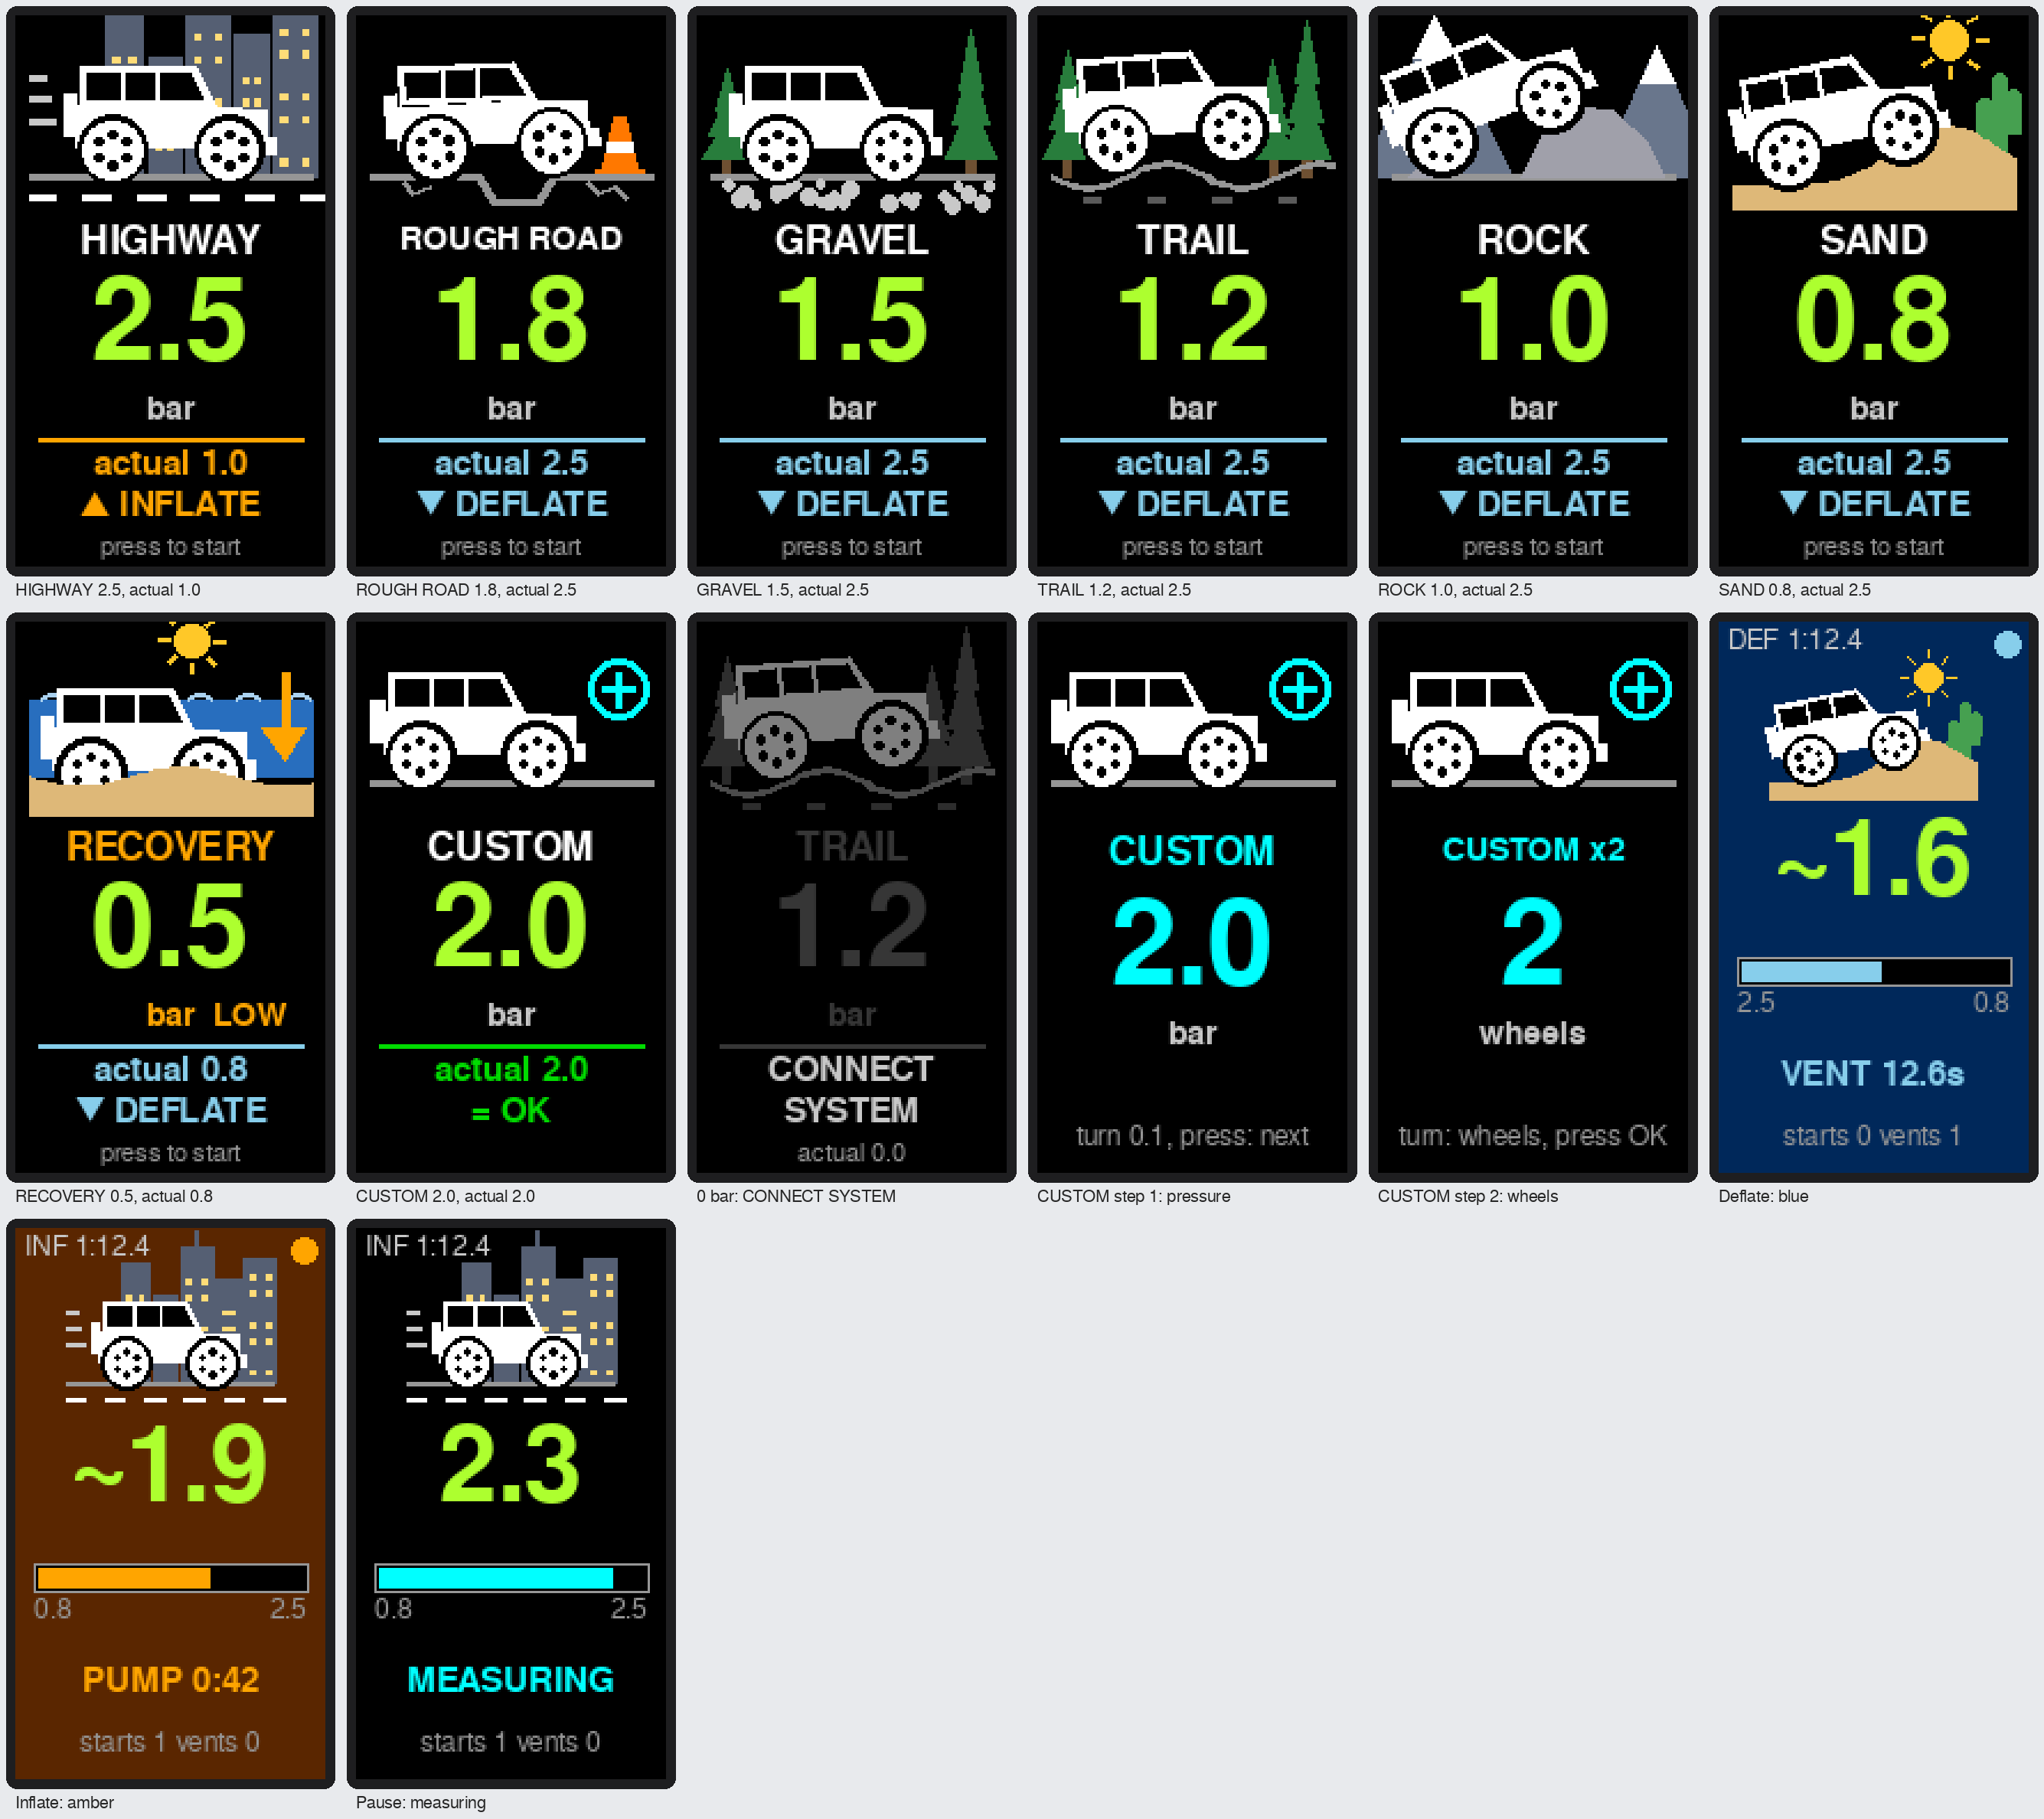 HIGHWAY
2.5
bar
actual 1.0
▲ INFLATE
press to start
HIGHWAY 2.5, actual 1.0
ROUGH ROAD
1.8
bar
actual 2.5
▼ DEFLATE
press to start
ROUGH ROAD 1.8, actual 2.5
GRAVEL
1.5
bar
actual 2.5
▼ DEFLATE
press to start
GRAVEL 1.5, actual 2.5
TRAIL
1.2
bar
actual 2.5
▼ DEFLATE
press to start
TRAIL 1.2, actual 2.5
ROCK
1.0
bar
actual 2.5
▼ DEFLATE
press to start
ROCK 1.0, actual 2.5
SAND
0.8
bar
actual 2.5
▼ DEFLATE
press to start
SAND 0.8, actual 2.5
RECOVERY
0.5
bar LOW
actual 0.8
▼ DEFLATE
press to start
RECOVERY 0.5, actual 0.8
CUSTOM
2.0
bar
actual 2.0
= OK
CUSTOM 2.0, actual 2.0
TRAIL
1.2
bar
CONNECT
SYSTEM
actual 0.0
0 bar: CONNECT SYSTEM
CUSTOM
2.0
bar
turn 0.1, press: next
CUSTOM step 1: pressure
CUSTOM x2
2
wheels
turn: wheels, press OK
CUSTOM step 2: wheels
DEF 1:12.4
~1.6
2.5 0.8
VENT 12.6s
starts 0 vents 1
Deflate: blue
INF 1:12.4
~1.9
0.8 2.5
PUMP 0:42
starts 1 vents 0
Inflate: amber
INF 1:12.4
2.3
0.8 2.5
MEASURING
starts 1 vents 0
Pause: measuring